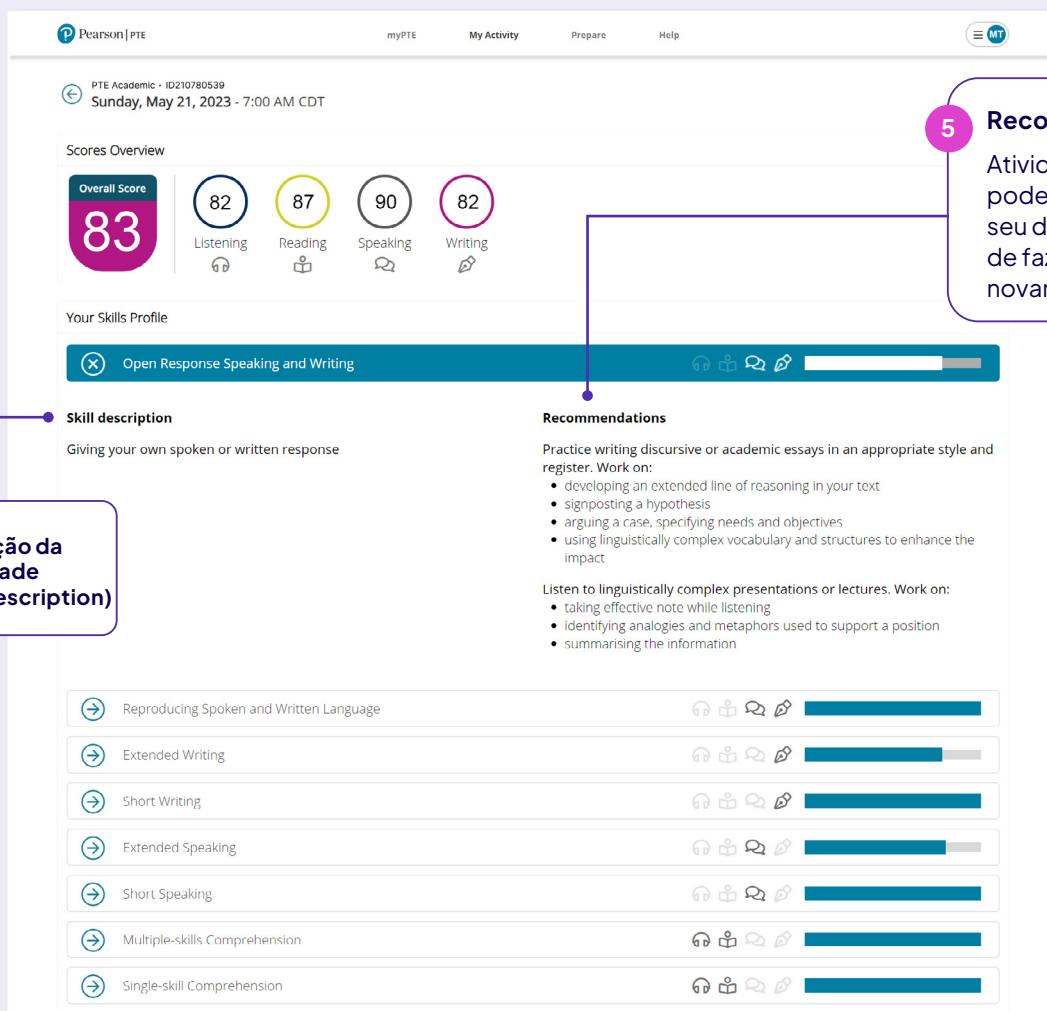 Pearson | PTE
myPTE
My Activity
Prepare
Help
MT
PTE Academic • ID210780539
Sunday, May 21, 2023 - 7:00 AM CDT
Scores Overview
Overall Score
83
82
Listening
87
Reading
90
Speaking
82
Writing
5
Your Skills Profile
Open Response Speaking and Writing
Skill description
Giving your own spoken or written response
escription)
Recommendations
Practice writing discursive or academic essays in an appropriate style and
register. Work on:
• developing an extended line of reasoning in your text
• signposting a hypothesis
• arguing a case, specifying needs and objectives
• using linguistically complex vocabulary and structures to enhance the
impact
Listen to linguistically complex presentations or lectures. Work on:
• taking effective note while listening
• identifying analogies and metaphors used to support a position
• summarising the information
Reproducing Spoken and Written Language
Extended Writing
Short Writing
Extended Speaking
Short Speaking
Multiple-skills Comprehension
Single-skill Comprehension